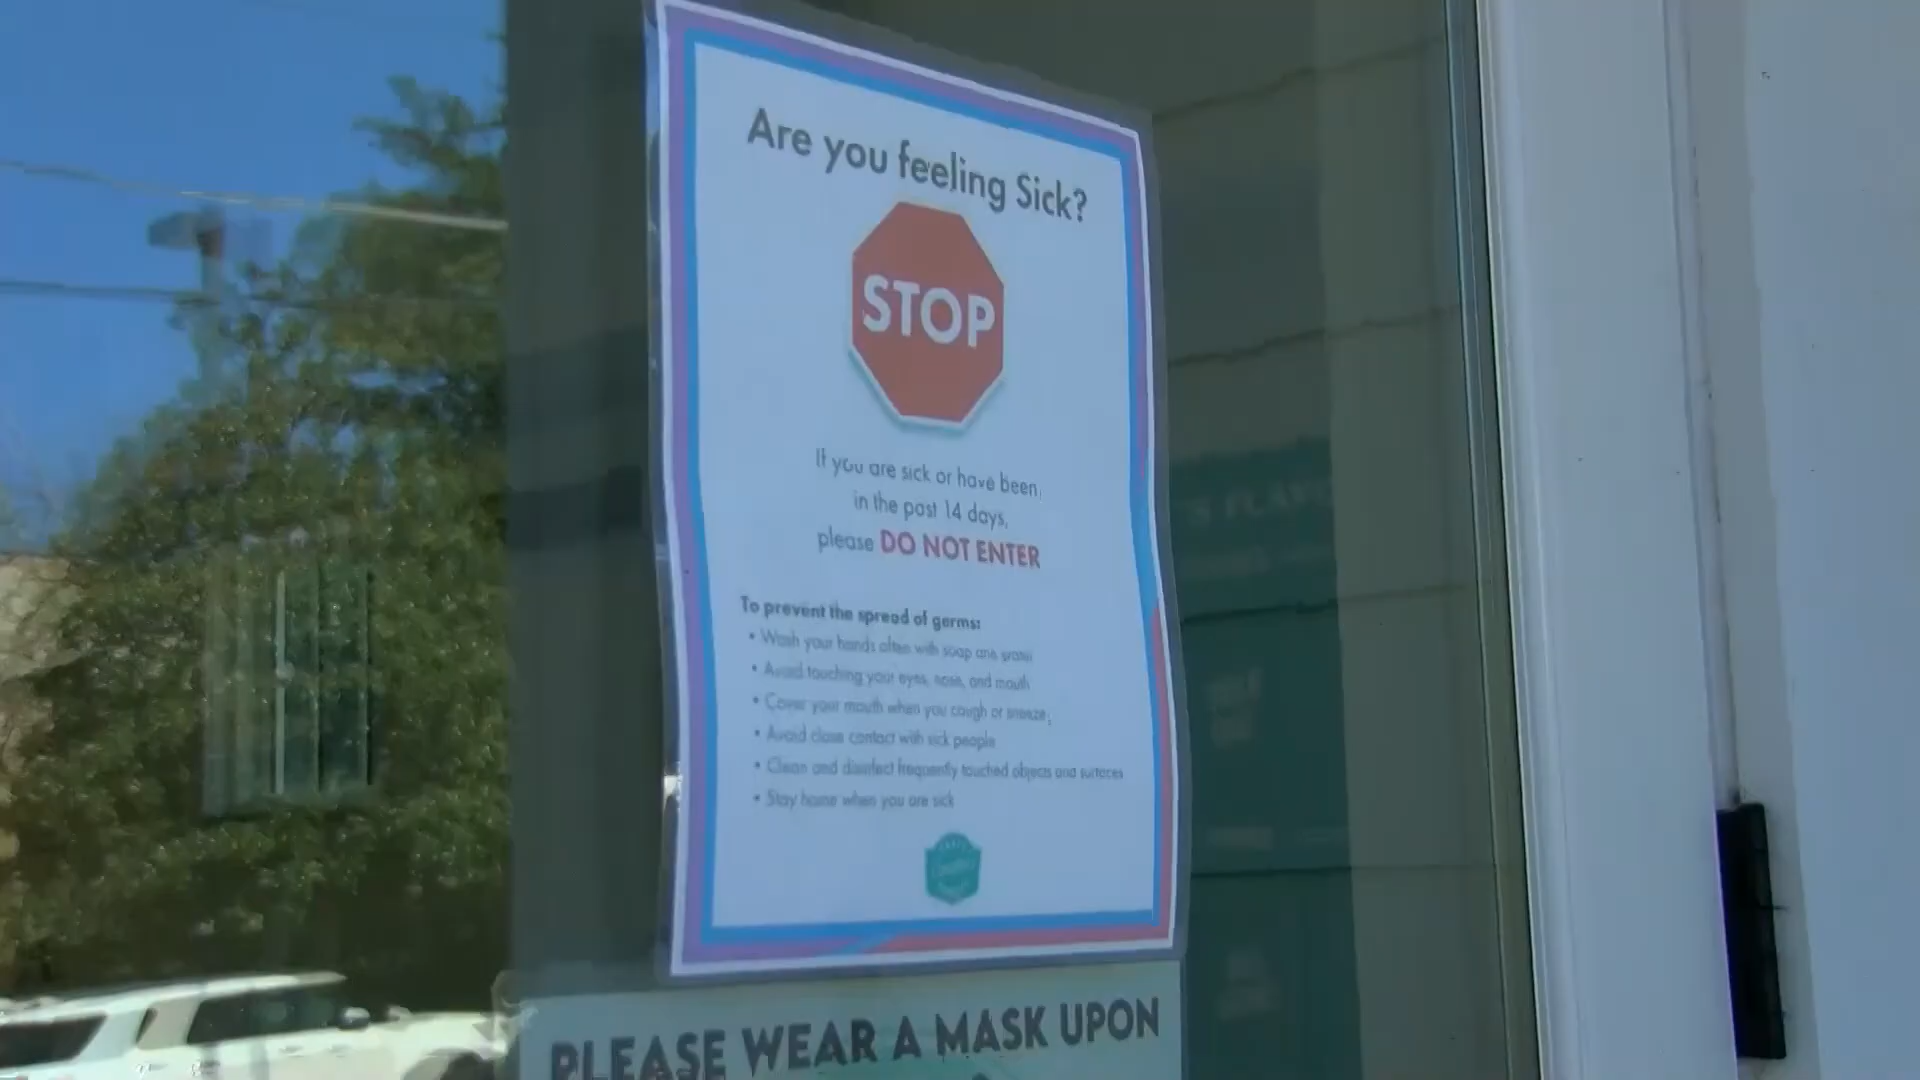 Are you feeling Sick?
STOP
If you are sick or have been,
in the past 14 days,
please DO NOT ENTER
To prevent the spread of germs:
• Wash your hands often with soap and water
• Avoid touching your eyes, nose, and mouth
• Cover your mouth when you cough or sneeze,
• Avoid close contact with sick people
• Clean and disinfect frequently touched objects and surfaces
• Stay home when you are sick
PLEASE WEAR A MASK UPON